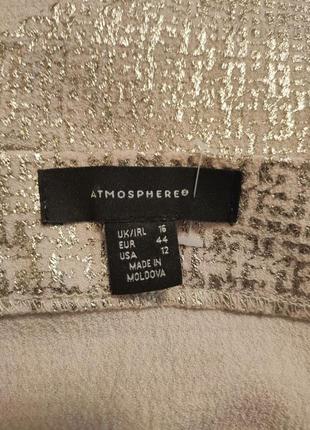 ATMOSPHERE®
UK/IRL 16
EUR 44
USA 12
MADE IN
MOLDOVA